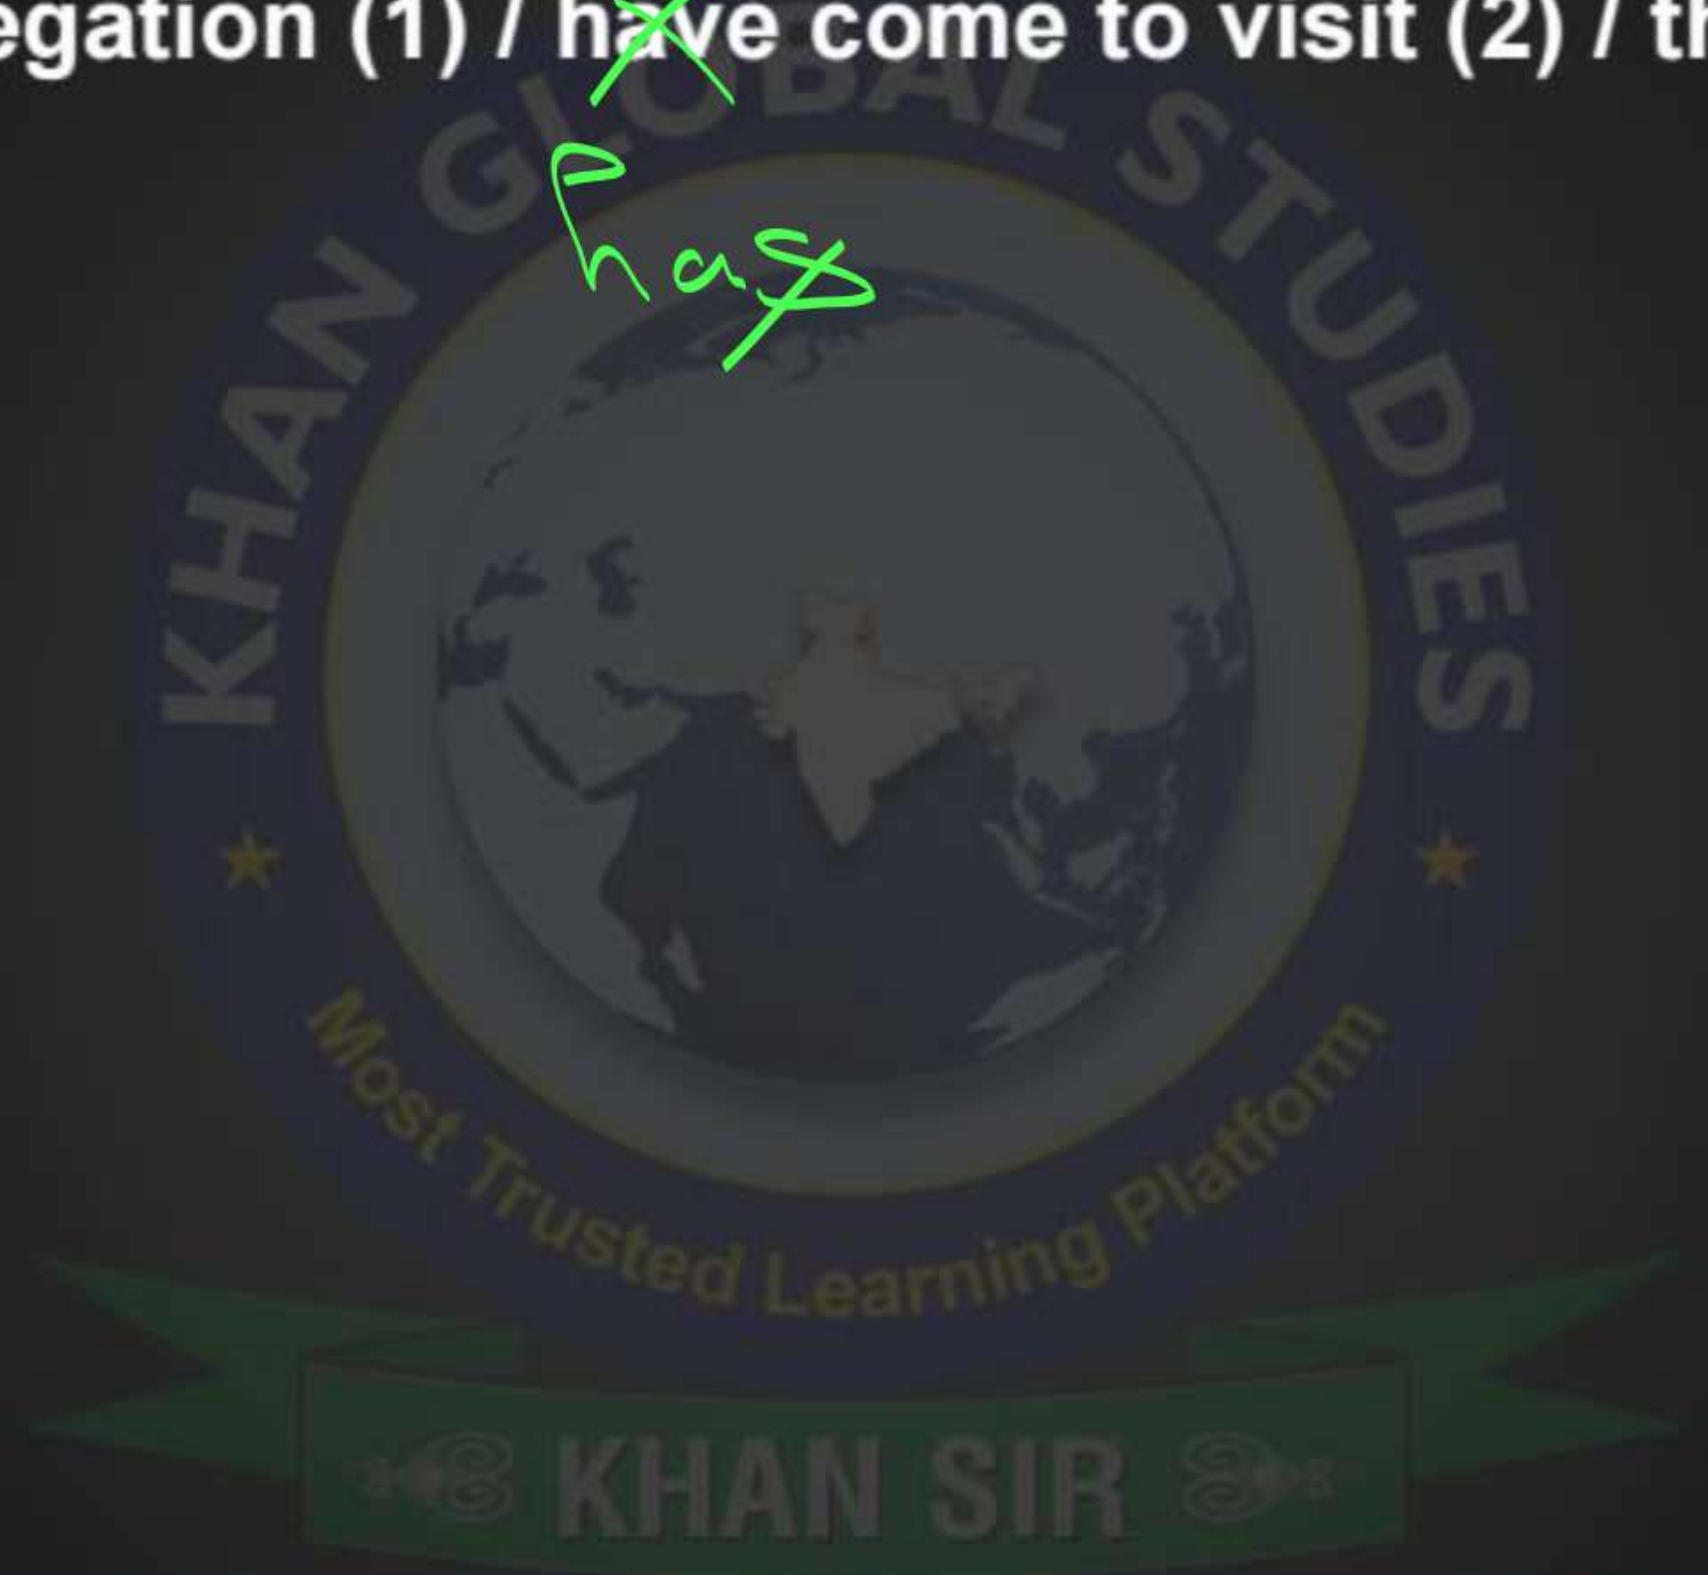 egation (1) / have come to visit (2) / th
has
KHAN GLOBAL STUDIES
Most Trusted Learning Platform
KHAN SIR